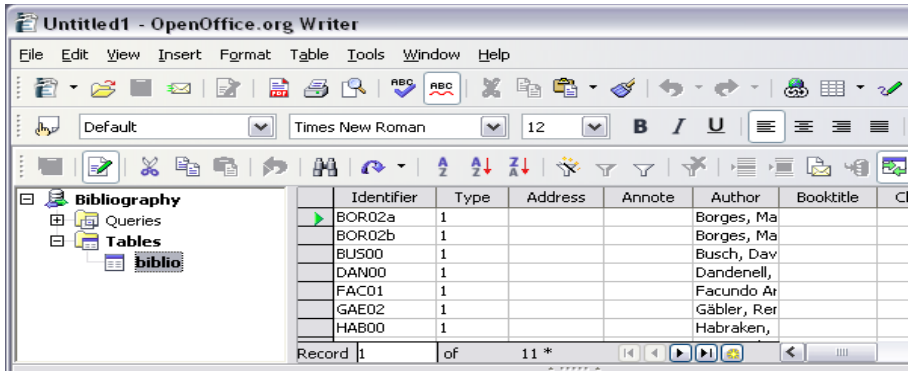 Untitled1 - OpenOffice.org Writer
File Edit View Insert Format Table Tools Window Help
ABC ABC
Default Times New Roman 12 B I U
A Z A Z Z A
Bibliography
Queries
Tables
biblio
Identifier Type Address Annote Author Booktitle
BOR02a 1 Borges, Ma
BOR02b 1 Borges, Ma
BUS00 1 Busch, Dav
DAN00 1 Dandenell,
FAC01 1 Facundo Ar
GAE02 1 Gäbler, Rer
HAB00 1 Habraken,
Record 1 of 11 *